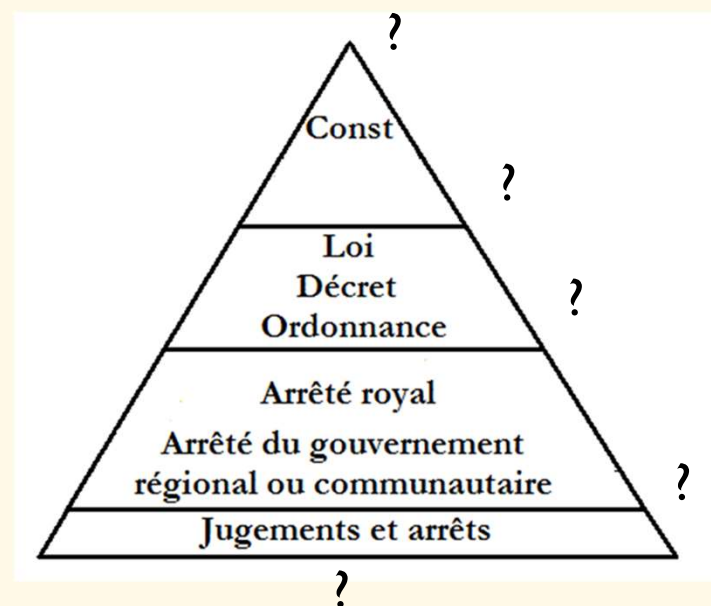 ?
Const
?
Loi
?
Décret
Ordonnance
Arrêté royal
Arrêté du gouvernement
régional ou communautaire
?
Jugements et arrêts
?